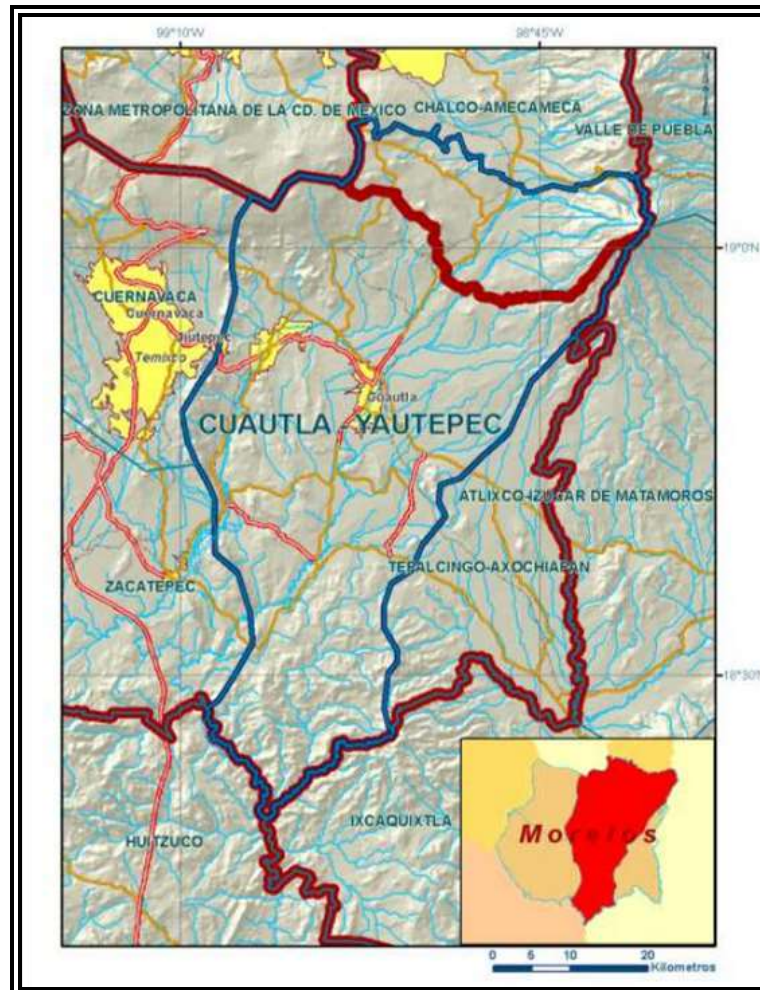 99°10'W
98°45'W
ZONA METROPOLITANA DE LA CD. DE MEXICO
CHALCO-AMECAMECA
VALLE DE PUEBLA
19°0'N
CUERNAVACA
Cuernavaca
Jiutepec
Temixco
Cuautla
CUAUTLA - YAUTEPEC
ATLIXCO-IZUCAR DE MATAMOROS
TEPALCINGO-AXOCHIAPAN
ZACATEPEC
18°30'N
IXCAQUIXTLA
HUITZUCO
Morelos
0 5 10 20
Kilometros